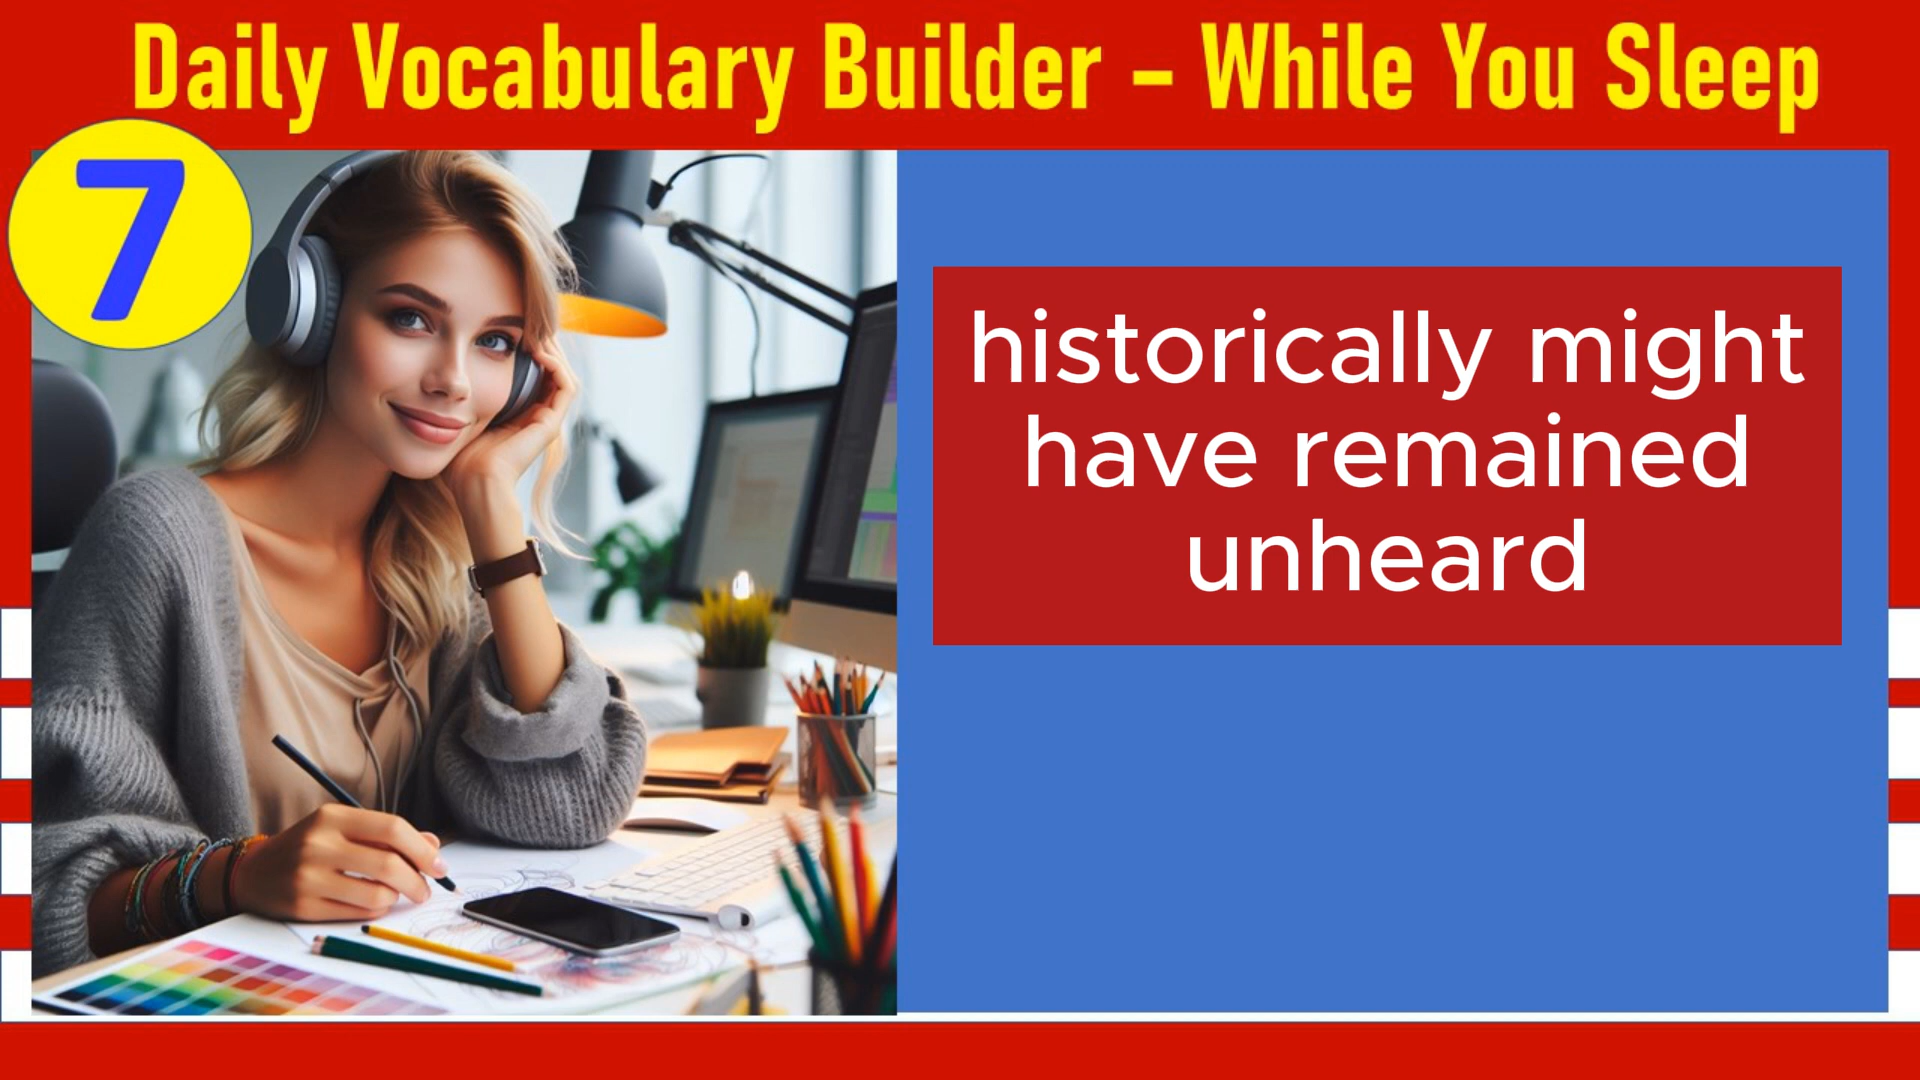 Daily Vocabulary Builder – While You Sleep
7
historically might
have remained
unheard